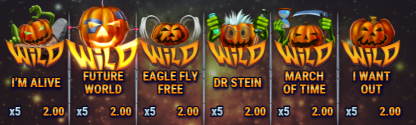 WILD WILD WILD WILD WILD WILD
I'M ALIVE
FUTURE
WORLD
EAGLE FLY
FREE
DR STEIN
MARCH
OF TIME
I WANT
OUT
x5 2.00 x5 2.00 x5 2.00 x5 2.00 x5 2.00 x5 2.00